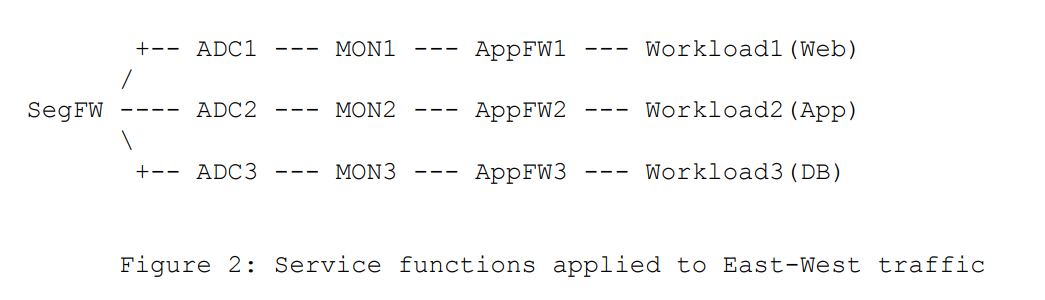 +-- ADC1 --- MON1 --- AppFW1 --- Workload1(Web)
/
SegFW ---- ADC2 --- MON2 --- AppFW2 --- Workload2(App)
\
+-- ADC3 --- MON3 --- AppFW3 --- Workload3(DB)
Figure 2: Service functions applied to East-West traffic